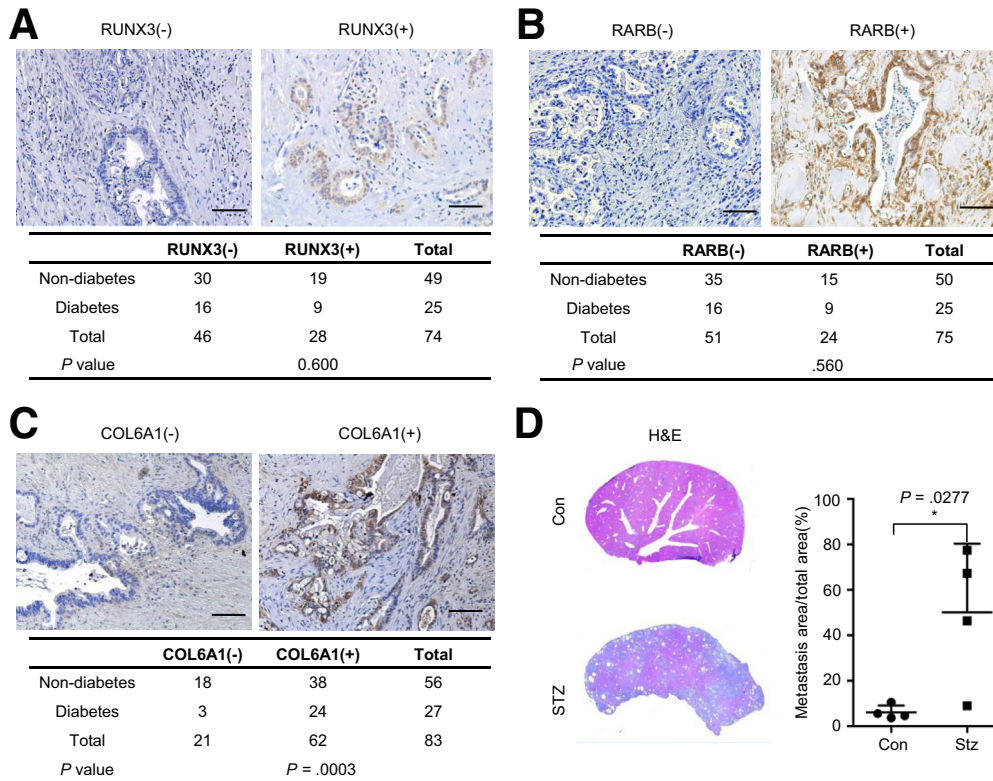 A
RUNX3(-) RUNX3(+)
RUNX3(-) RUNX3(+) Total
Non-diabetes 30 19 49
Diabetes 16 9 25
Total 46 28 74
P value 0.600
B
RARB(-) RARB(+)
RARB(-) RARB(+) Total
Non-diabetes 35 15 50
Diabetes 16 9 25
Total 51 24 75
P value .560
C
COL6A1(-) COL6A1(+)
COL6A1(-) COL6A1(+) Total
Non-diabetes 18 38 56
Diabetes 3 24 27
Total 21 62 83
P value P = .0003
D
H&E
Con
STZ
Metastasis area/total area(%)
100
80
60
40
20
0
P = .0277
*
Con Stz